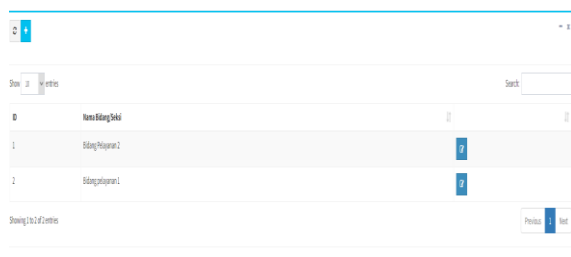 Show 10 entries
Search:
ID Nama Bidang/Seksi
1 Bidang Pelayanan 2
2 Bidang pelayanan 1
Showing 1 to 2 of 2 entries
Previous 1 Next